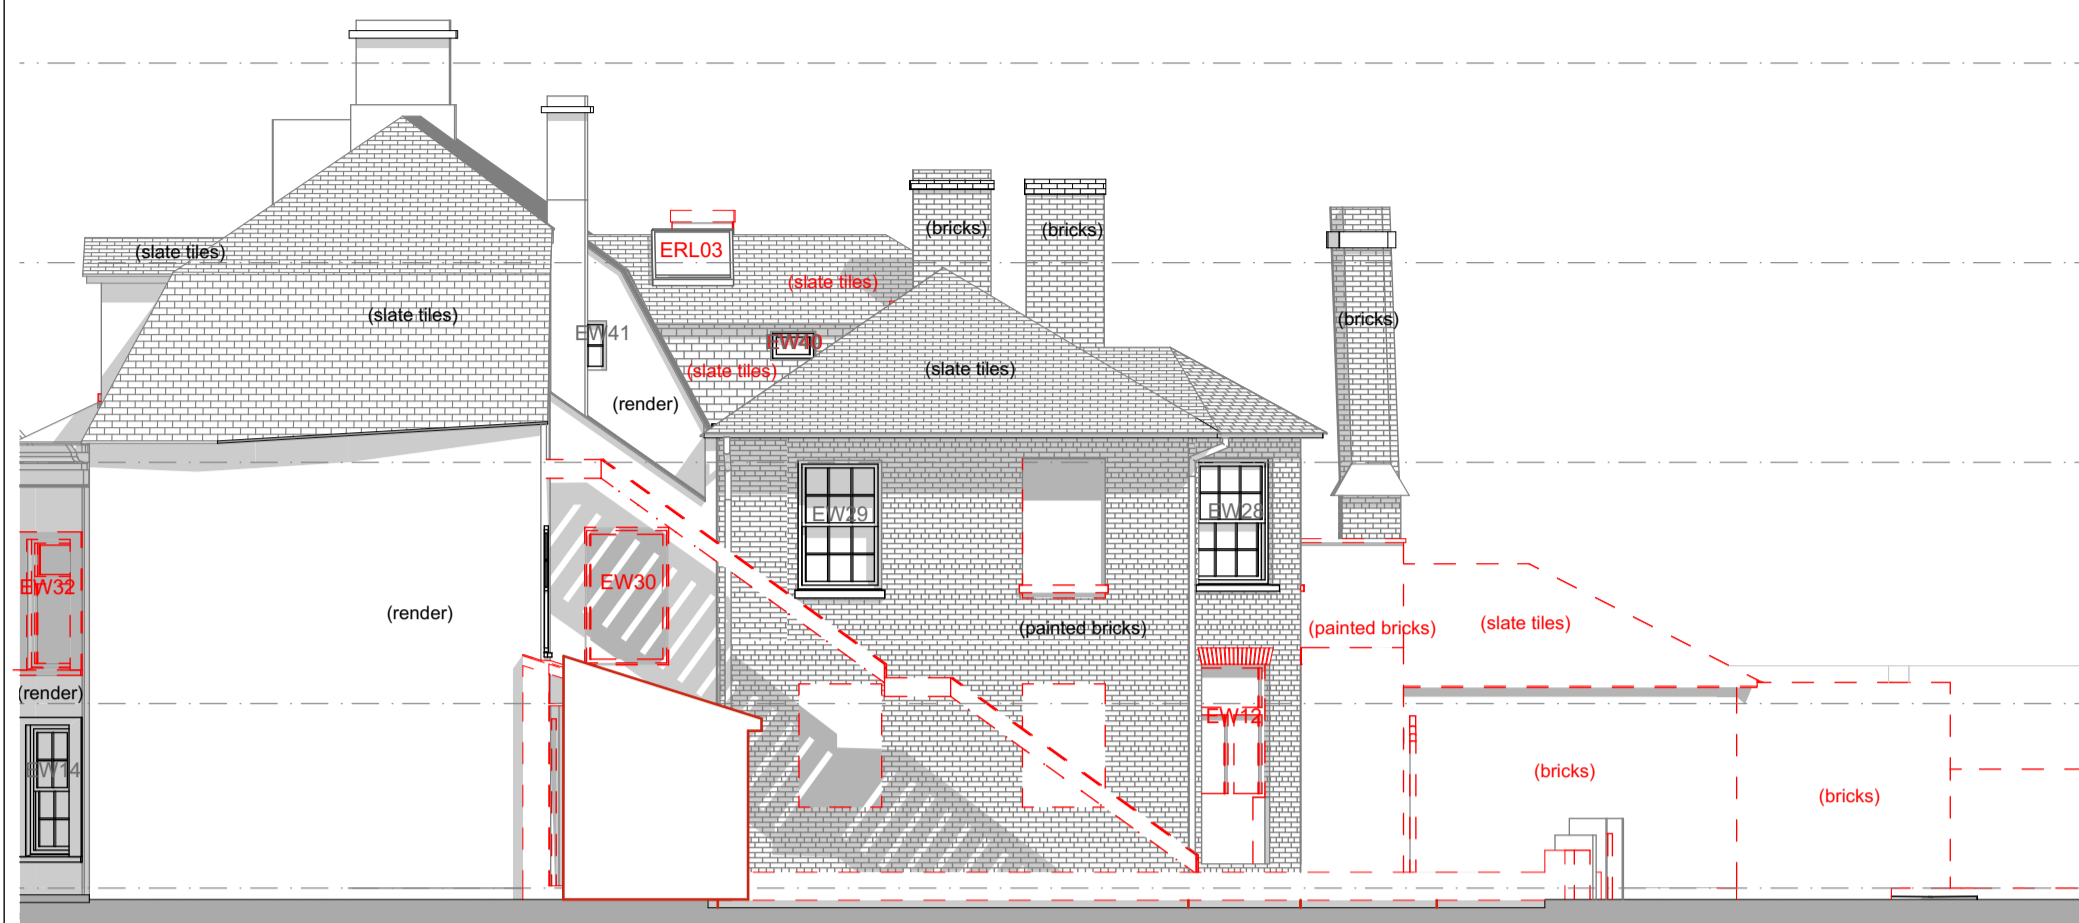 (bricks)
(bricks)
(slate tiles)
ERL03
(slate tiles)
(slate tiles)
(bricks)
EW41
EW40
(slate tiles)
(slate tiles)
(render)
EW29
EW28
EW32
EW30
(render)
(painted bricks)
(painted bricks)
(slate tiles)
(render)
EW12
EW14
(bricks)
(bricks)